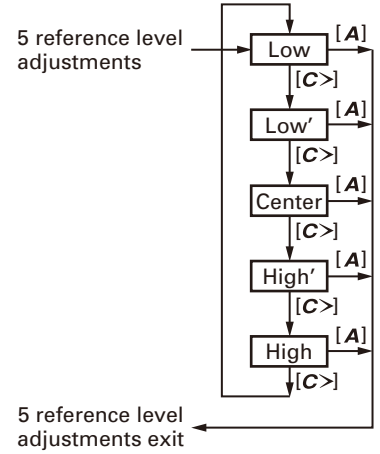 5 reference level
adjustments
Low [A]
[C>]
Low' [A]
[C>]
Center [A]
[C>]
High' [A]
[C>]
High [A]
[C>]
5 reference level
adjustments exit